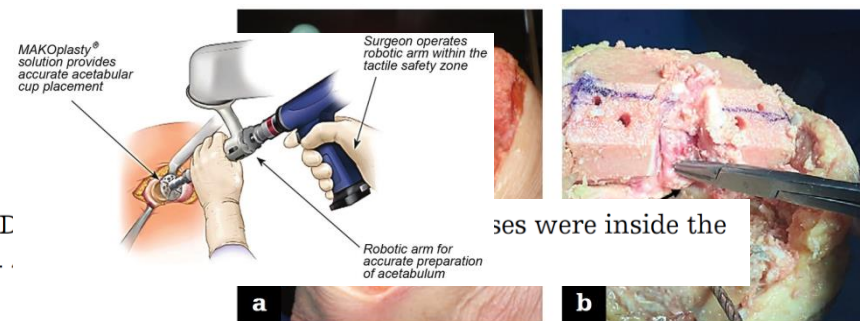 MAKOplasty®
solution provides
accurate acetabular
cup placement
Surgeon operates
robotic arm within the
tactile safety zone
were inside the
Robotic arm for
accurate preparation
of acetabulum
a
b